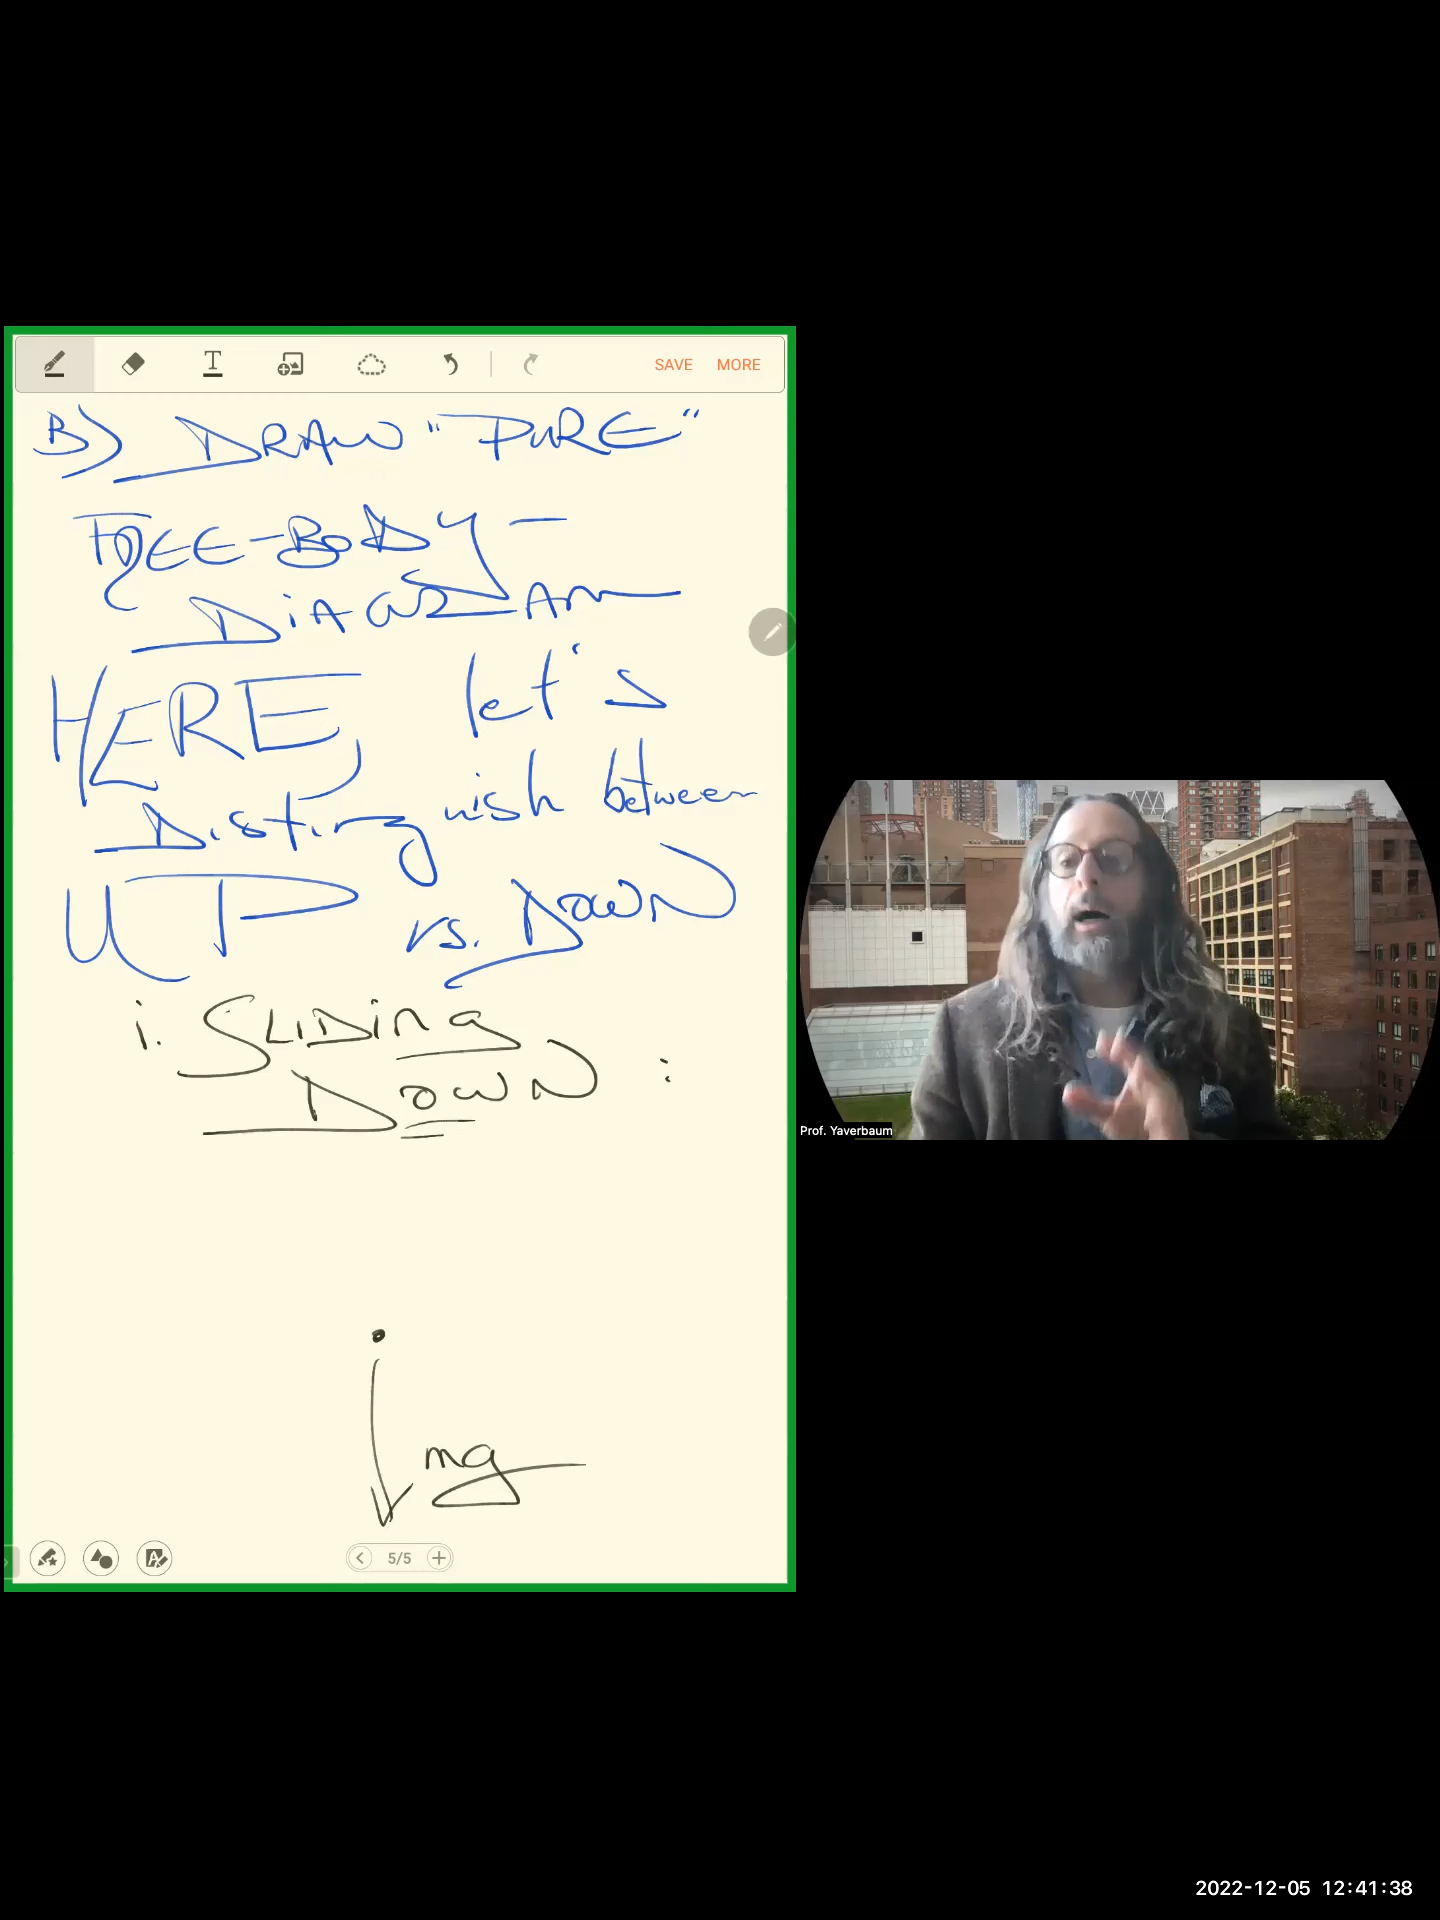 SAVE MORE
B) DRAW "PURE"
FREE-BODY-
DIAGRAM
HERE, let's
Distinguish between
UP vs. DOWN
i. SLIDING
DOWN :
mg
5/5
Prof. Yaverbaum
2022-12-05 12:41:38